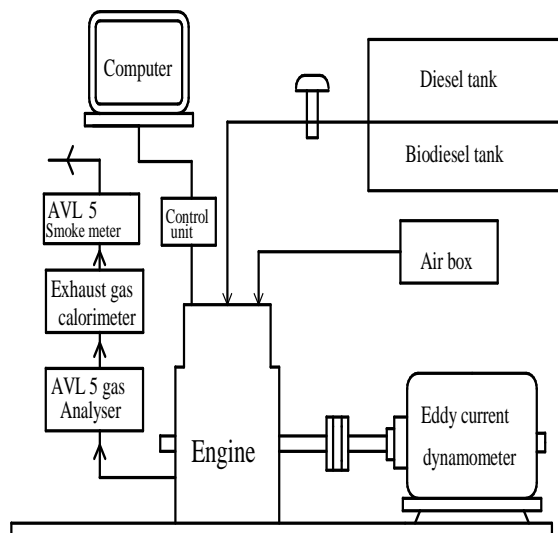 Computer
Diesel tank
Biodiesel tank
AVL 5
Smoke meter
Control
unit
Air box
Exhaust gas
calorimeter
AVL 5 gas
Analyser
Engine
Eddy current
dynamometer